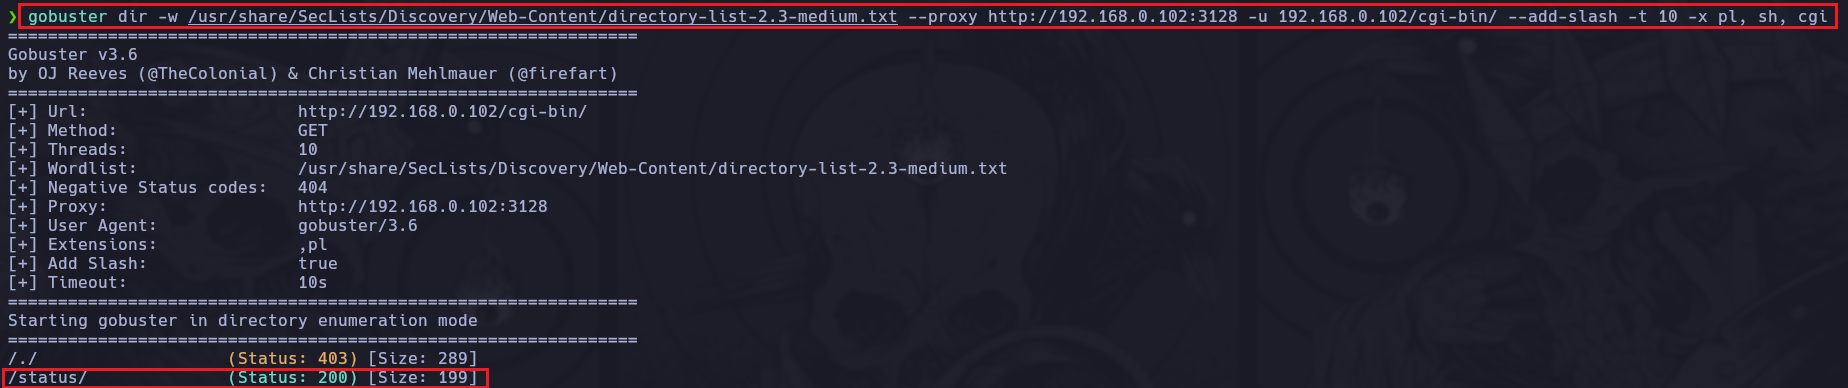 ❯ gobuster dir -w /usr/share/SecLists/Discovery/Web-Content/directory-list-2.3-medium.txt --proxy http://192.168.0.102:3128 -u 192.168.0.102/cgi-bin/ --add-slash -t 10 -x pl, sh, cgi
===============================================================
Gobuster v3.6
by OJ Reeves (@TheColonial) & Christian Mehlmauer (@firefart)
===============================================================
[+] Url:                     http://192.168.0.102/cgi-bin/
[+] Method:                  GET
[+] Threads:                 10
[+] Wordlist:                /usr/share/SecLists/Discovery/Web-Content/directory-list-2.3-medium.txt
[+] Negative Status codes:   404
[+] Proxy:                   http://192.168.0.102:3128
[+] User Agent:              gobuster/3.6
[+] Extensions:              ,pl
[+] Add Slash:               true
[+] Timeout:                 10s
===============================================================
Starting gobuster in directory enumeration mode
===============================================================
/./                   (Status: 403) [Size: 289]
/status/              (Status: 200) [Size: 199]